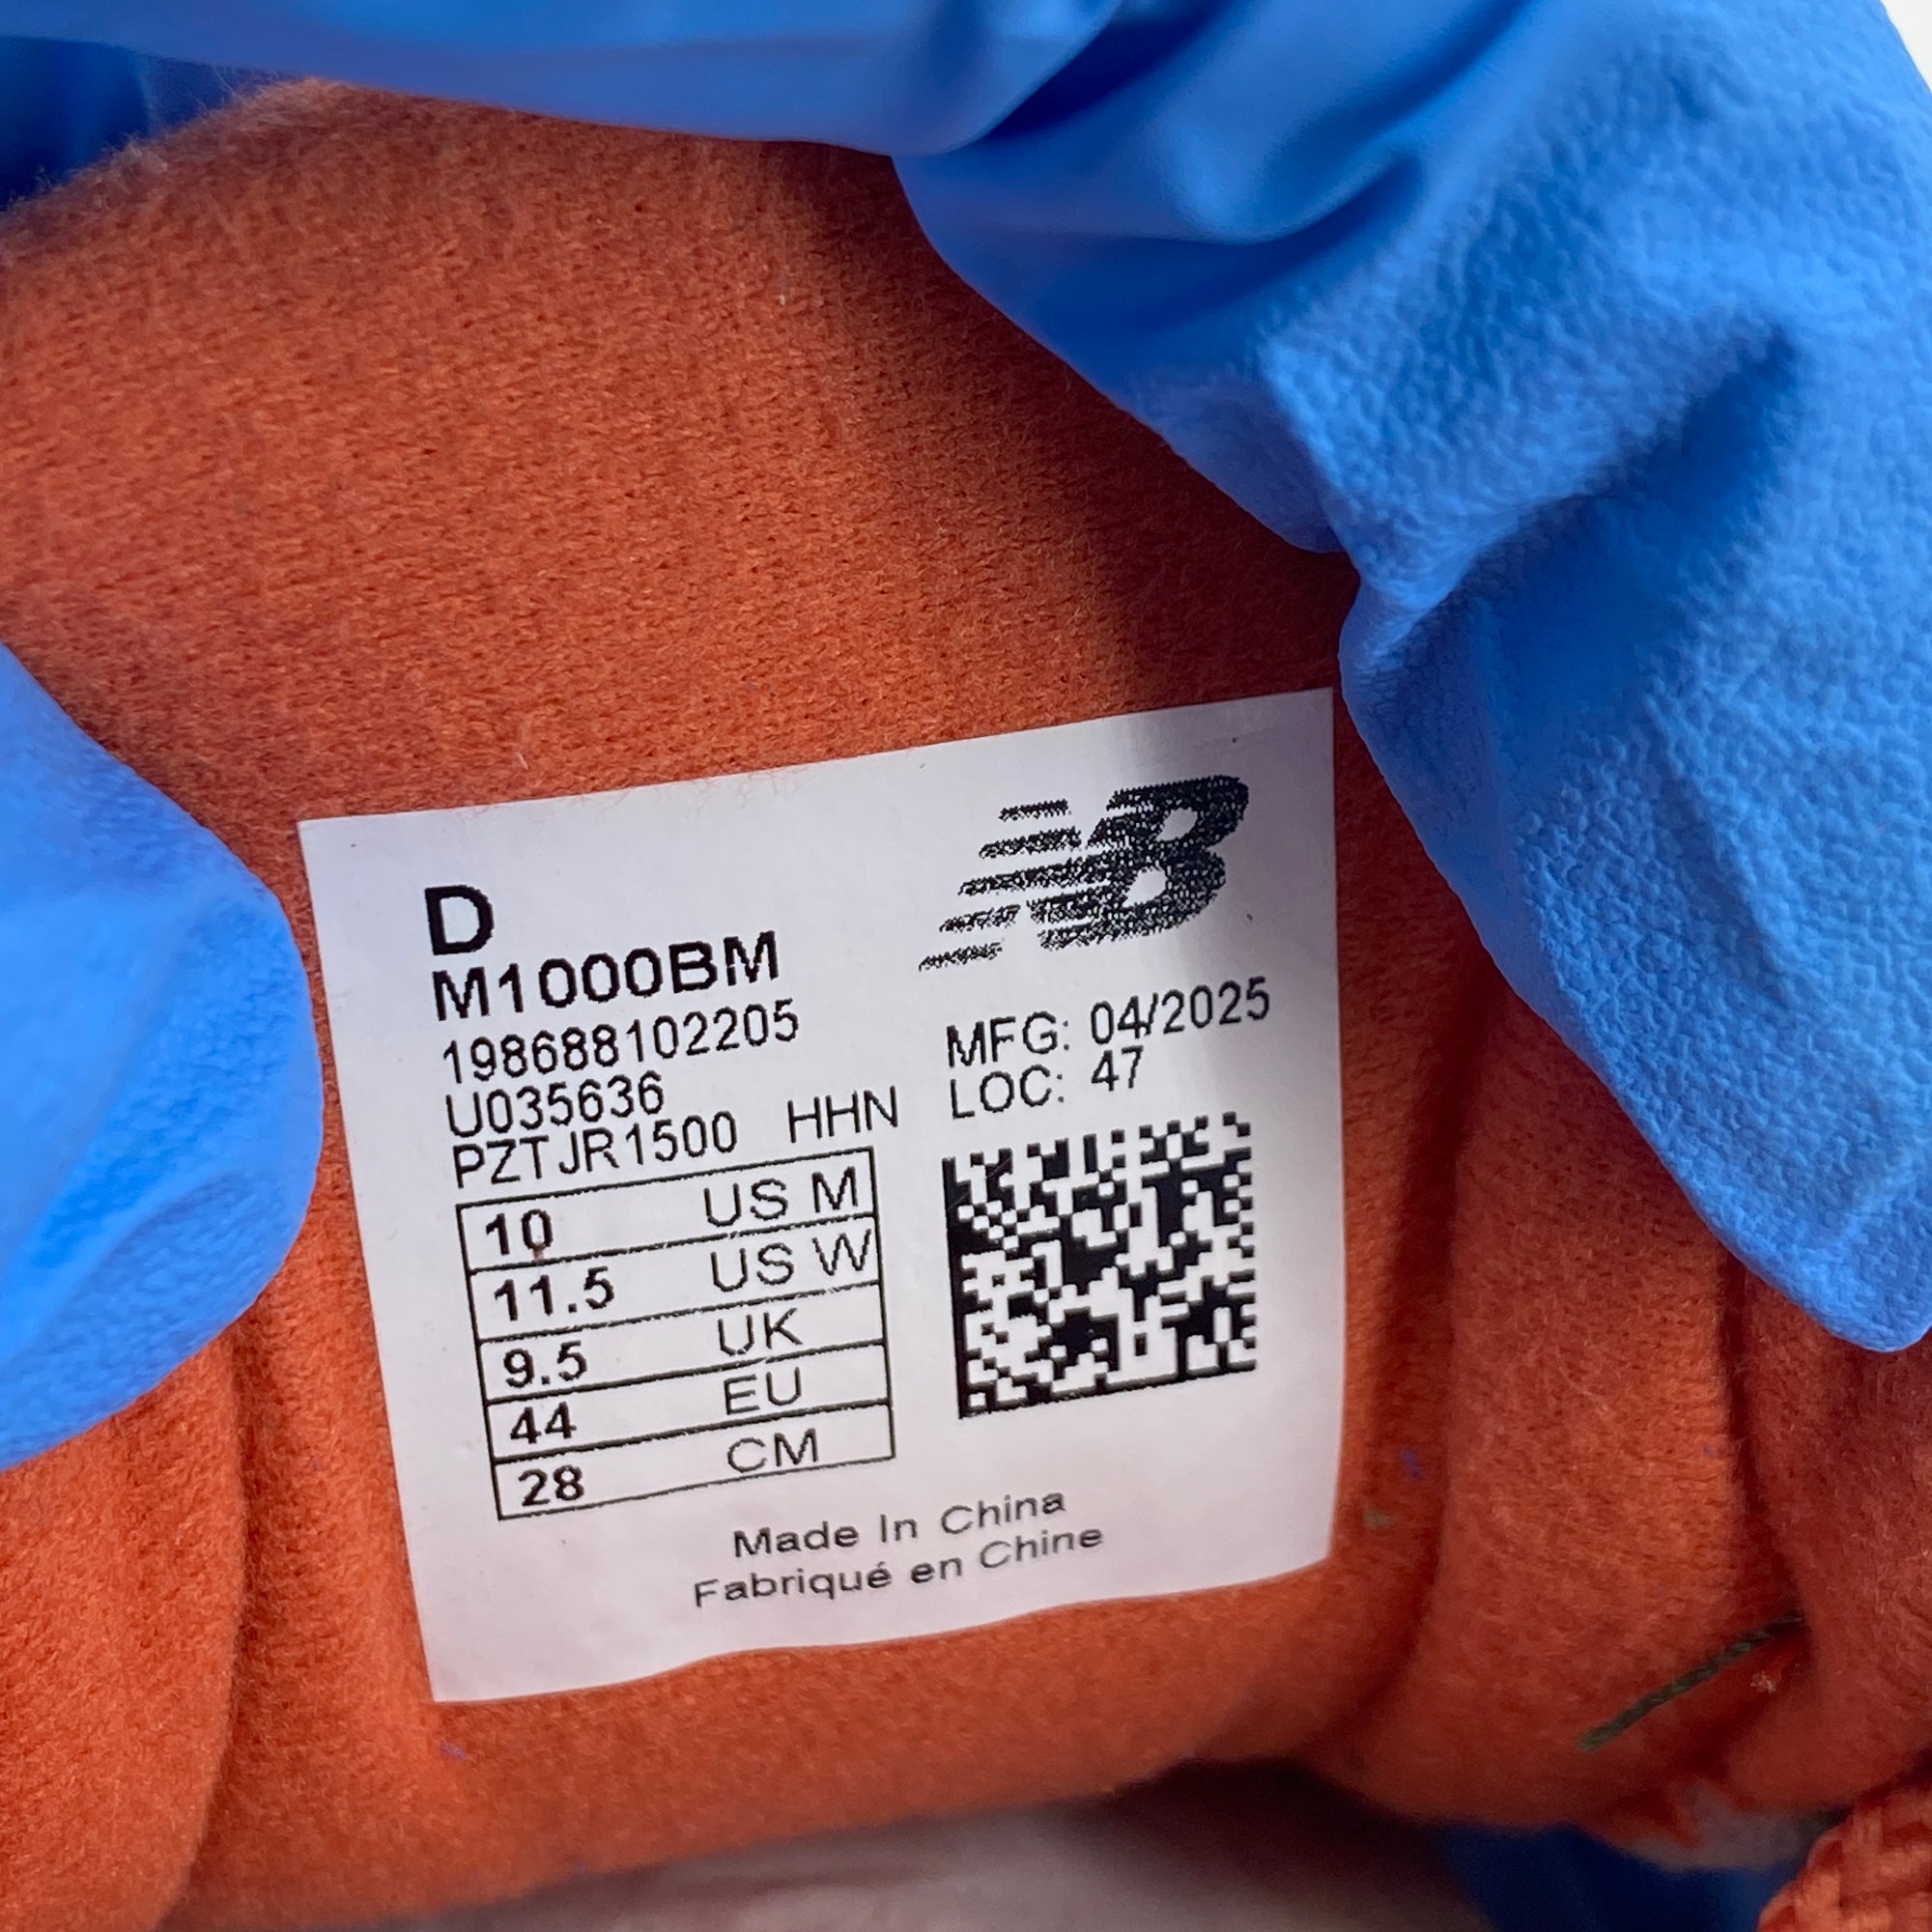 D
NB
M1000BM
198688102205
U035636
PZTJR1500 HHN
MFG: 04/2025
LOC: 47
10 US M
11.5 US W
9.5 UK
44 EU
28 CM
Made In China
Fabriqué en Chine